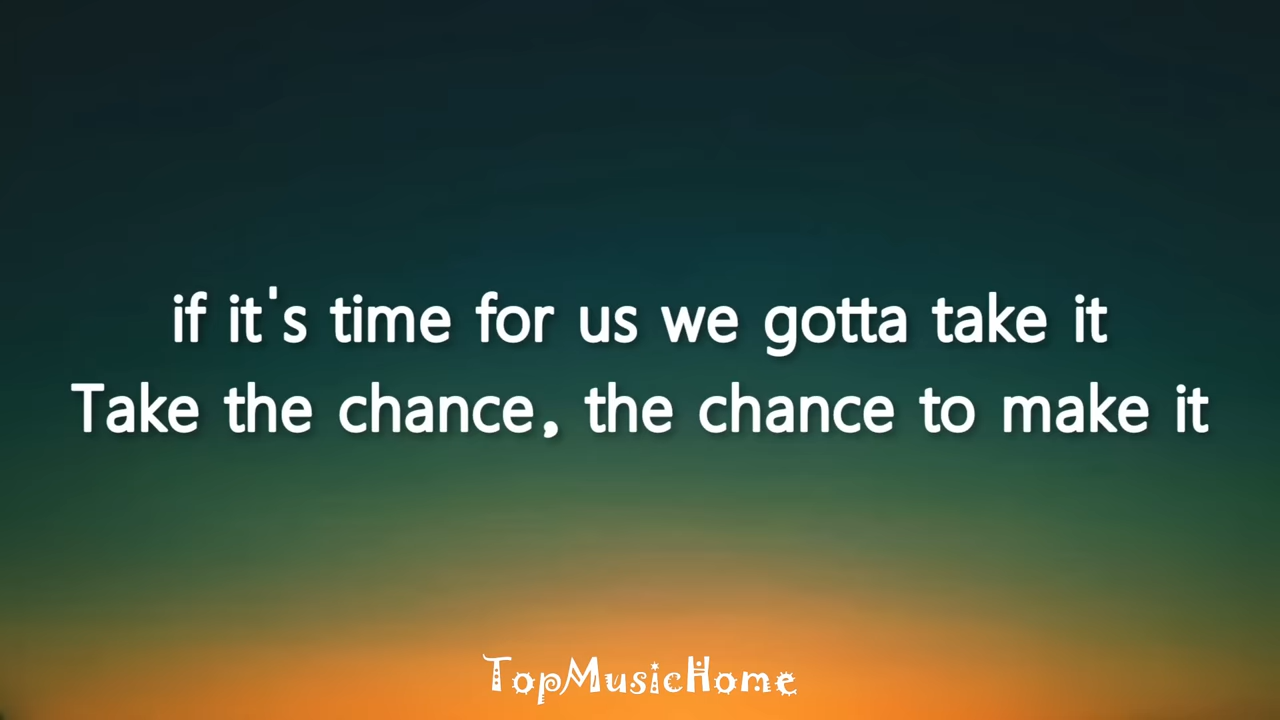 if it's time for us we gotta take it
Take the chance, the chance to make it
TopMusicHome